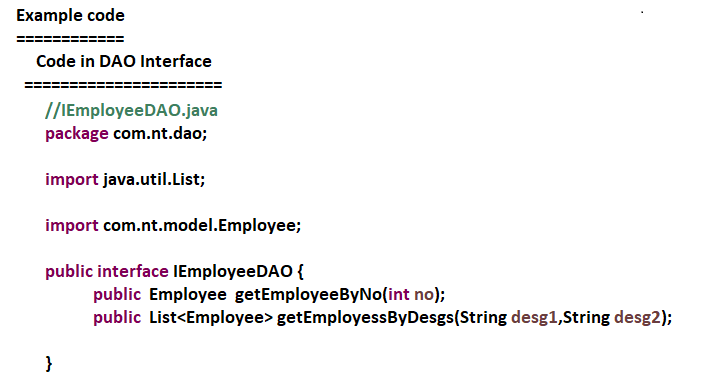 Example code
============
Code in DAO Interface
======================
//IEmployeeDAO.java
package com.nt.dao;
import java.util.List;
import com.nt.model.Employee;
public interface IEmployeeDAO {
public  Employee  getEmployeeByNo(int no);
public  List<Employee> getEmployessByDesgs(String desg1,String desg2);
}